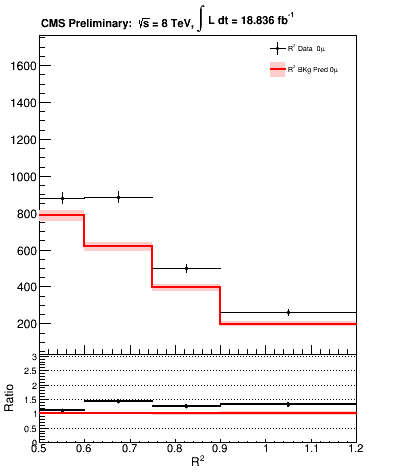 CMS Preliminary: √s = 8 TeV, ∫ L dt = 18.836 fb⁻¹
R² Data 0μ
R² BKg Pred 0μ
1600
1400
1200
1000
800
600
400
200
3
2.5
2
1.5
1
0.5
0
Ratio
0.5 0.6 0.7 0.8 0.9 1 1.1 1.2
R²